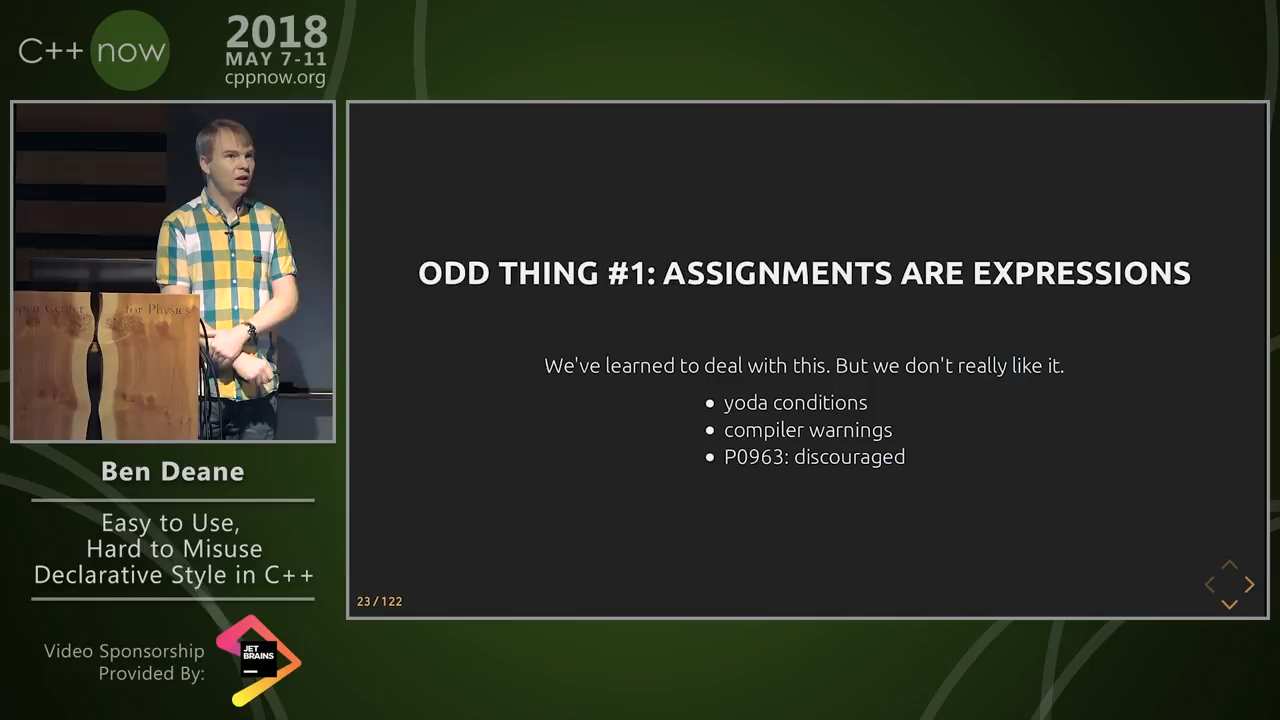 C++ now
2018
MAY 7-11
cppnow.org
for Physics
Ben Deane
Easy to Use,
Hard to Misuse
Declarative Style in C++
Video Sponsorship
Provided By:
JET
BRAINS
ODD THING #1: ASSIGNMENTS ARE EXPRESSIONS
We've learned to deal with this. But we don't really like it.
• yoda conditions
• compiler warnings
• P0963: discouraged
23 / 122